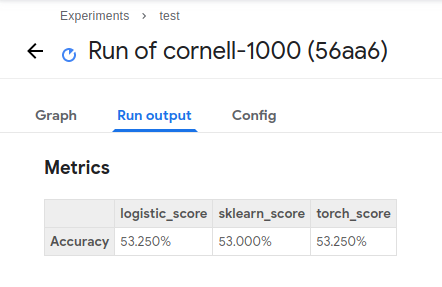 Experiments > test
Run of cornell-1000 (56aa6)
Graph Run output Config
Metrics
logistic_score sklearn_score torch_score
Accuracy 53.250% 53.000% 53.250%